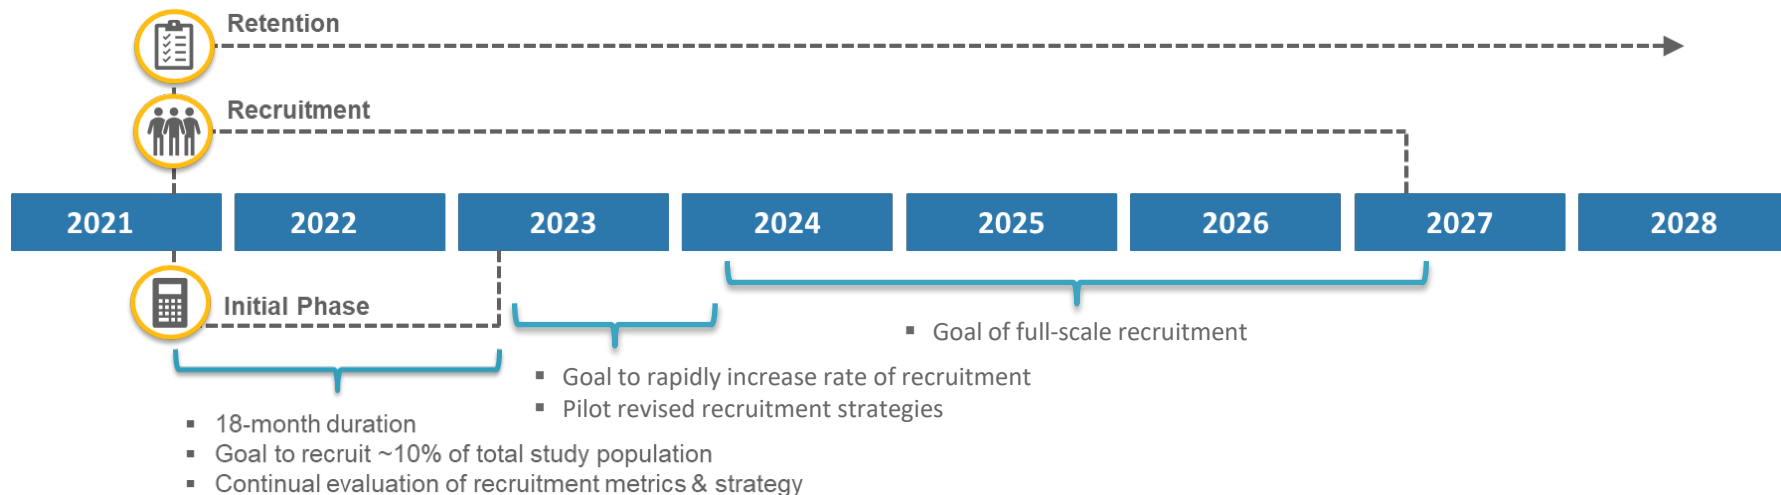 Retention
Recruitment
2021 2022 2023 2024 2025 2026 2027 2028
Initial Phase
▪ Goal of full-scale recruitment
▪ Goal to rapidly increase rate of recruitment
▪ Pilot revised recruitment strategies
▪ 18-month duration
▪ Goal to recruit ~10% of total study population
▪ Continual evaluation of recruitment metrics & strategy